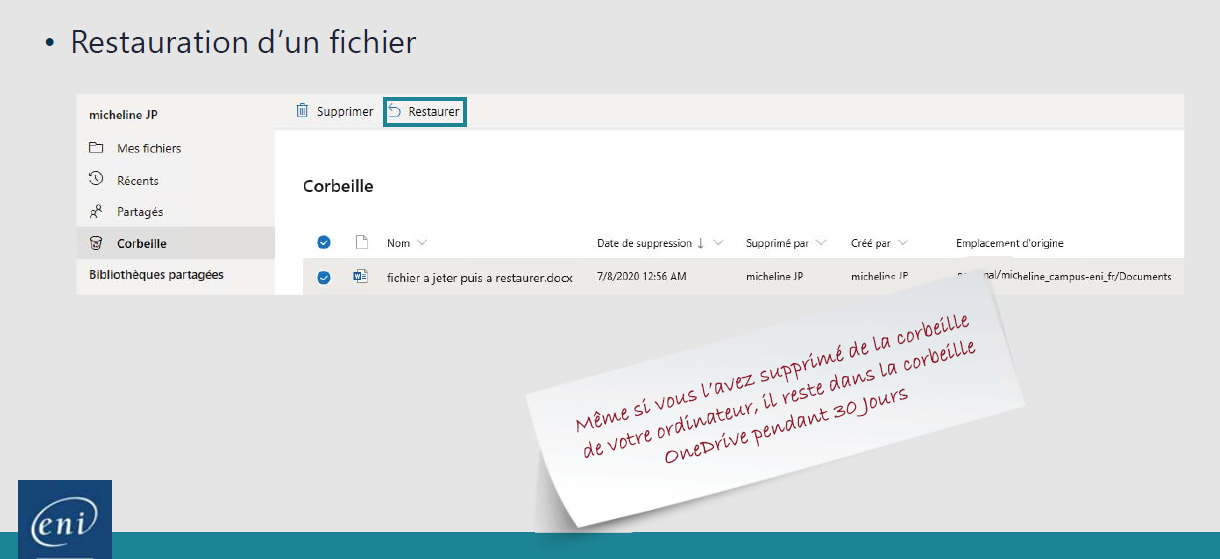 • Restauration d'un fichier
micheline JP
Supprimer Restaurer
Mes fichiers
Récents
Partagés
Corbeille
Bibliothèques partagées
Corbeille
Nom Date de suppression ↓ Supprimé par Créé par Emplacement d'origine
fichier a jeter puis a restaurer.docx 7/8/2020 12:56 AM micheline JP micheline JP /micheline_campus-eni_fr/Documents
Même si vous l'avez supprimé de la corbeille
de votre ordinateur, il reste dans la corbeille
OneDrive pendant 30 jours
eni